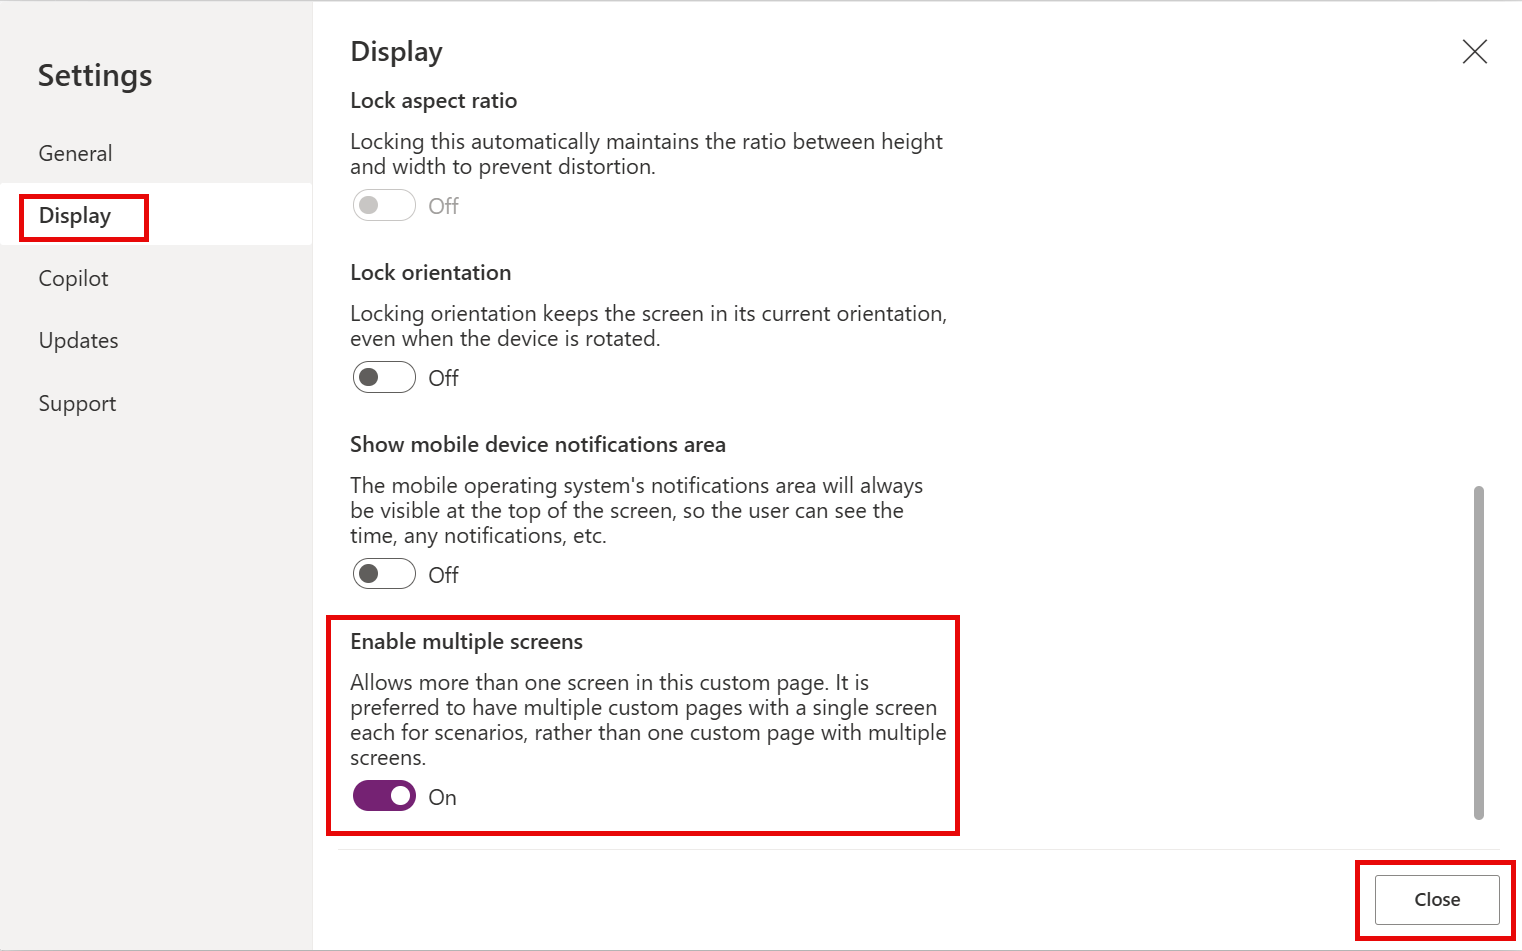 Settings
General
Display
Copilot
Updates
Support
Display
Lock aspect ratio
Locking this automatically maintains the ratio between height
and width to prevent distortion.
Off
Lock orientation
Locking orientation keeps the screen in its current orientation,
even when the device is rotated.
Off
Show mobile device notifications area
The mobile operating system's notifications area will always
be visible at the top of the screen, so the user can see the
time, any notifications, etc.
Off
Enable multiple screens
Allows more than one screen in this custom page. It is
preferred to have multiple custom pages with a single screen
each for scenarios, rather than one custom page with multiple
screens.
On
Close